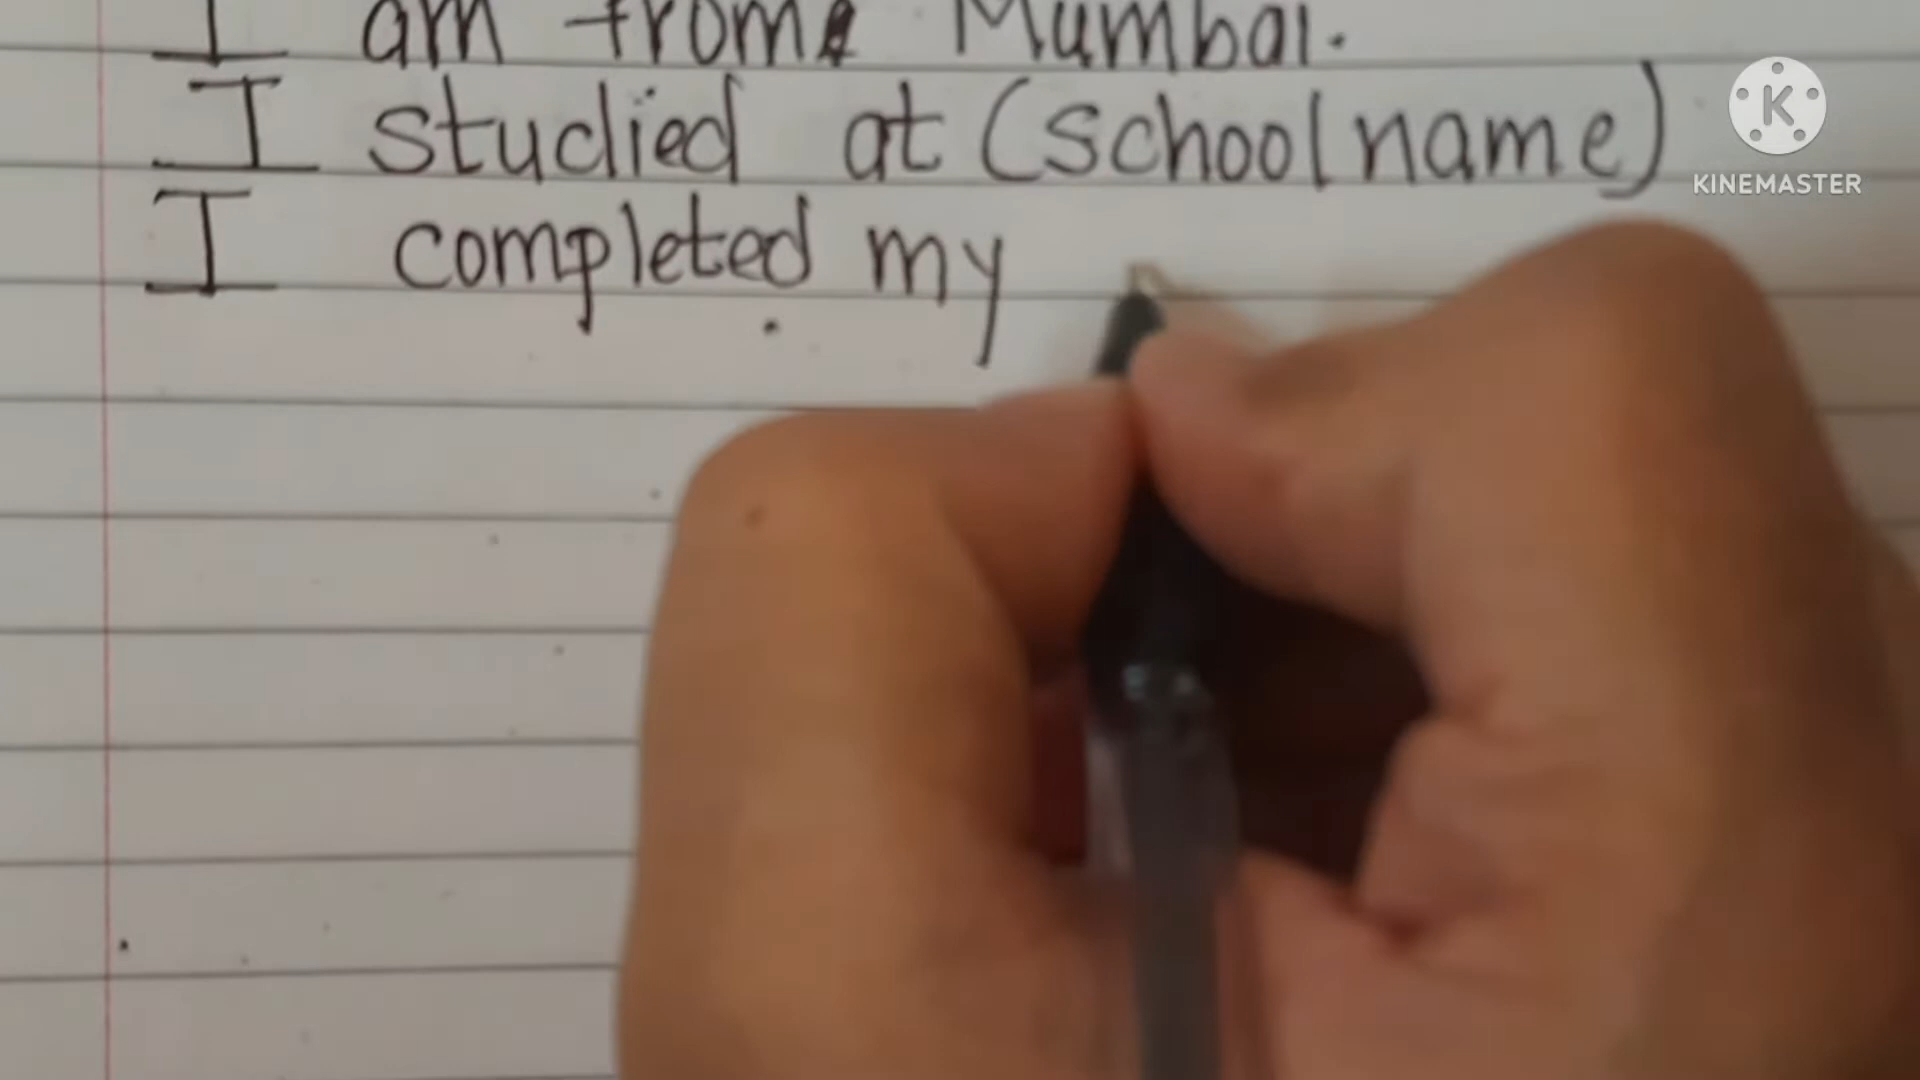 I am from Mumbai.
I studied at (school name)
I completed my
KINEMASTER